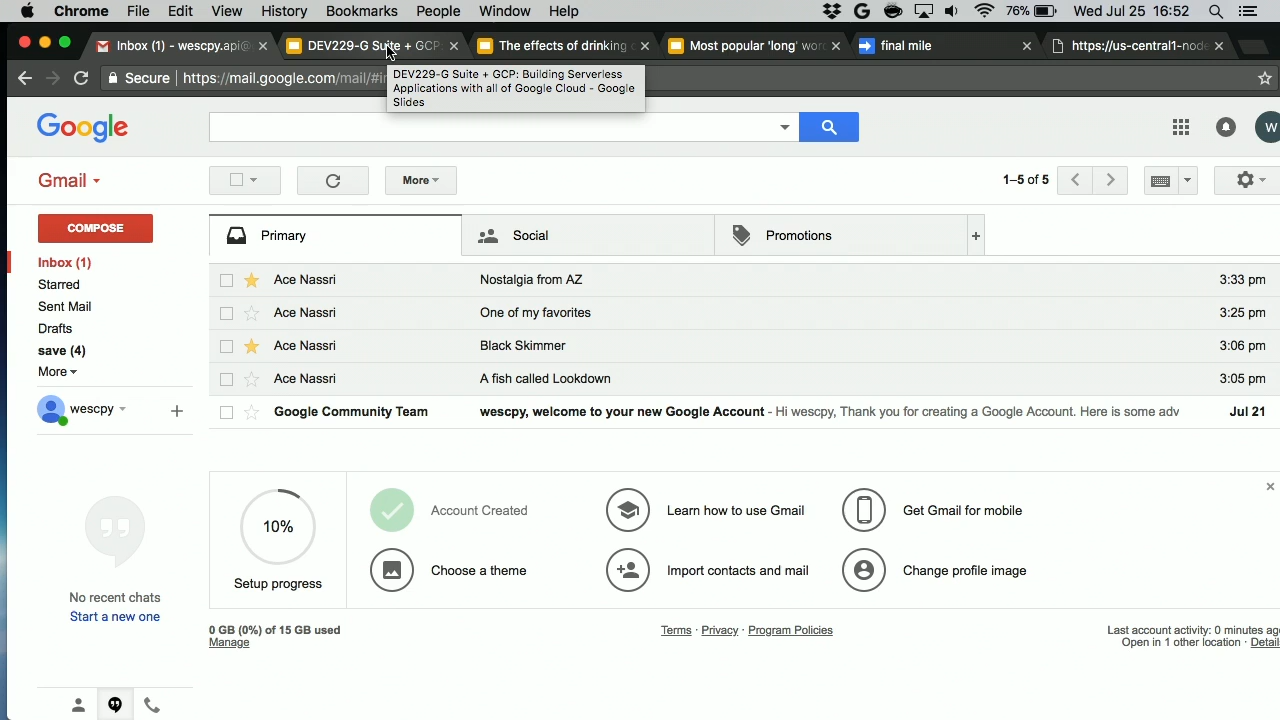 Chrome File Edit View History Bookmarks People Window Help 76% Wed Jul 25 16:52
Inbox (1) - wescpy.api@ DEV229-G Suite + GCP: The effects of drinking Most popular 'long' wor final mile https://us-central1-node
Secure https://mail.google.com/mail/#in
DEV229-G Suite + GCP: Building Serverless
Applications with all of Google Cloud - Google
Slides
Google W
Gmail More 1–5 of 5
COMPOSE Primary Social Promotions +
Inbox (1)
Starred Ace Nassri Nostalgia from AZ 3:33 pm
Sent Mail Ace Nassri One of my favorites 3:25 pm
Drafts
save (4) Ace Nassri Black Skimmer 3:06 pm
More Ace Nassri A fish called Lookdown 3:05 pm
wescpy + Google Community Team wescpy, welcome to your new Google Account - Hi wescpy, Thank you for creating a Google Account. Here is some adv Jul 21
10% Account Created Learn how to use Gmail Get Gmail for mobile
Setup progress Choose a theme Import contacts and mail Change profile image
No recent chats
Start a new one
0 GB (0%) of 15 GB used Terms · Privacy · Program Policies Last account activity: 0 minutes ago
Manage Open in 1 other location · Detail